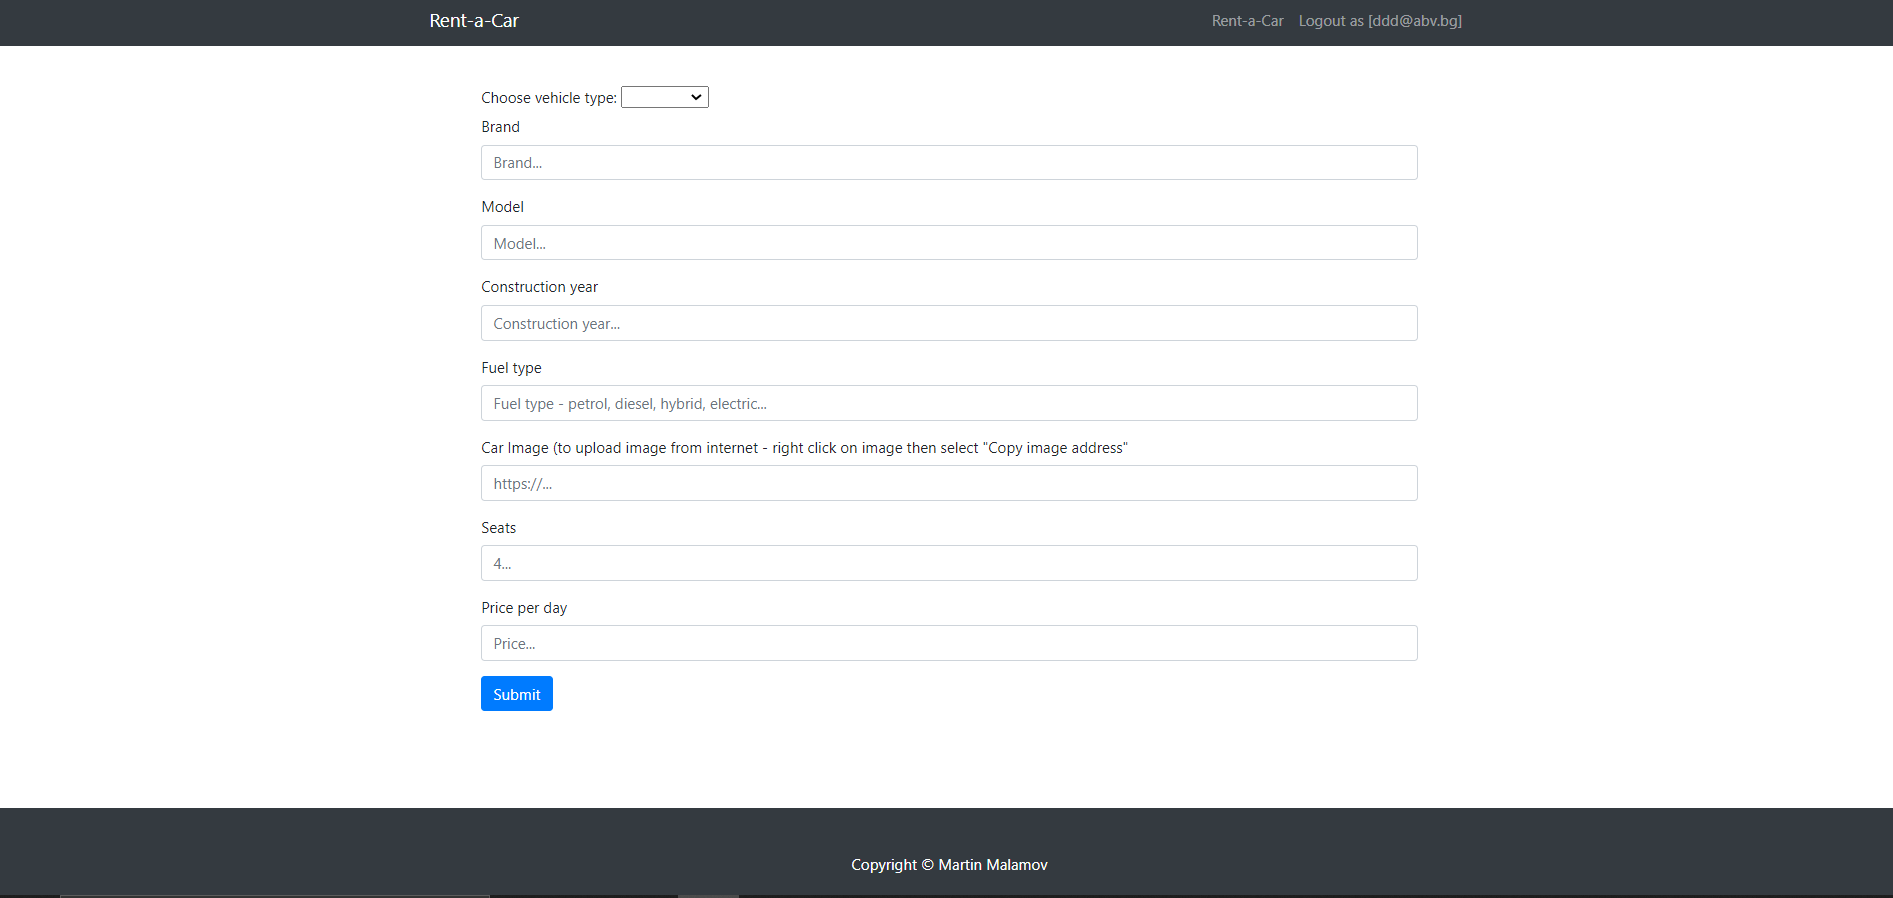 Rent-a-Car
Rent-a-Car Logout as [ddd@abv.bg]
Choose vehicle type:
Brand
Brand...
Model
Model...
Construction year
Construction year...
Fuel type
Fuel type - petrol, diesel, hybrid, electric...
Car Image (to upload image from internet - right click on image then select "Copy image address"
https://...
Seats
4...
Price per day
Price...
Submit
Copyright © Martin Malamov